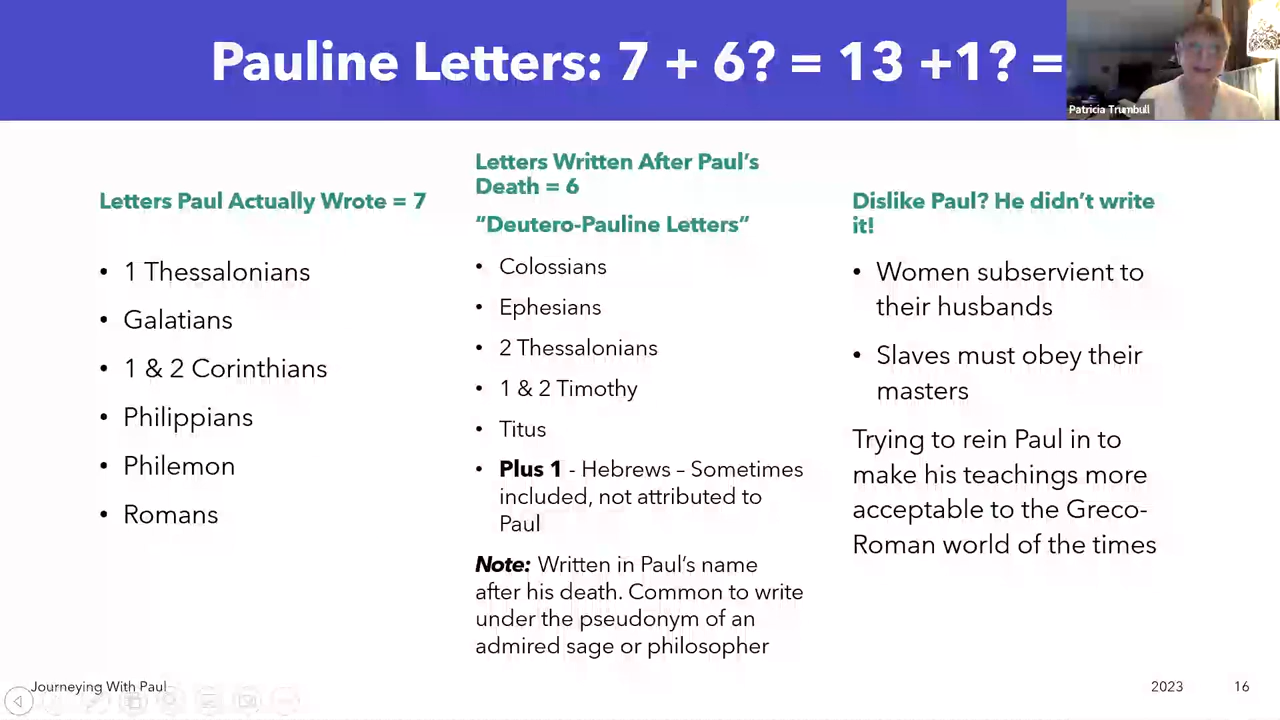 Pauline Letters: 7 + 6? = 13 +1? =
Patricia Trumbull
Letters Paul Actually Wrote = 7
• 1 Thessalonians
• Galatians
• 1 & 2 Corinthians
• Philippians
• Philemon
• Romans
Letters Written After Paul’s
Death = 6
“Deutero-Pauline Letters”
• Colossians
• Ephesians
• 2 Thessalonians
• 1 & 2 Timothy
• Titus
• Plus 1 - Hebrews – Sometimes
included, not attributed to
Paul
Note: Written in Paul’s name
after his death. Common to write
under the pseudonym of an
admired sage or philosopher
Dislike Paul? He didn’t write
it!
• Women subservient to
their husbands
• Slaves must obey their
masters
Trying to rein Paul in to
make his teachings more
acceptable to the Greco-
Roman world of the times
Journeying With Paul
2023
16